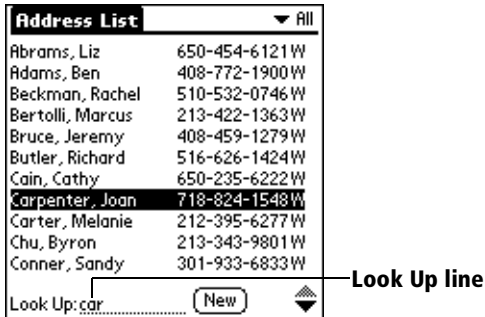 Address List ▼ All
Abrams, Liz 650-454-6121W
Adams, Ben 408-772-1900W
Beckman, Rachel 510-532-0746W
Bertolli, Marcus 213-422-1363W
Bruce, Jeremy 408-459-1279W
Butler, Richard 516-626-1424W
Cain, Cathy 650-235-6222W
Carpenter, Joan 718-824-1548W
Carter, Melanie 212-395-6277W
Chu, Byron 213-343-9801W
Conner, Sandy 301-933-6833W
Look Up line
Look Up: car New